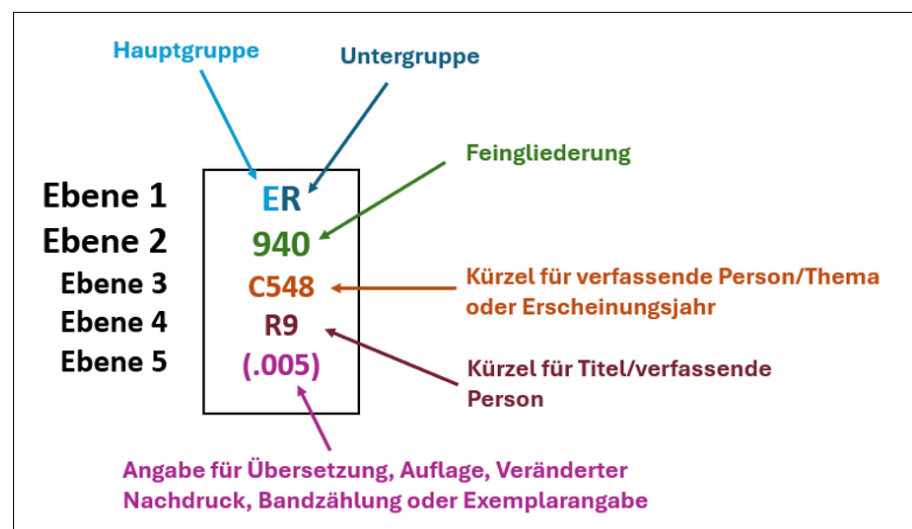 Hauptgruppe
Untergruppe
Feingliederung
Ebene 1 ER
Ebene 2 940
Ebene 3 C548
Kürzel für verfassende Person/Thema
oder Erscheinungsjahr
Ebene 4 R9
Ebene 5 (.005)
Kürzel für Titel/verfassende
Person
Angabe für Übersetzung, Auflage, Veränderter
Nachdruck, Bandzählung oder Exemplarangabe